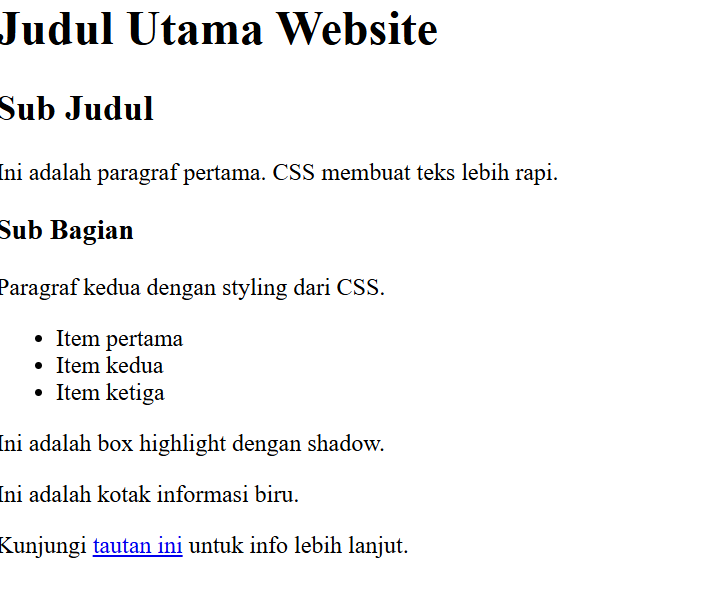 Judul Utama Website
Sub Judul
Ini adalah paragraf pertama. CSS membuat teks lebih rapi.
Sub Bagian
Paragraf kedua dengan styling dari CSS.
• Item pertama
• Item kedua
• Item ketiga
Ini adalah box highlight dengan shadow.
Ini adalah kotak informasi biru.
Kunjungi tautan ini untuk info lebih lanjut.